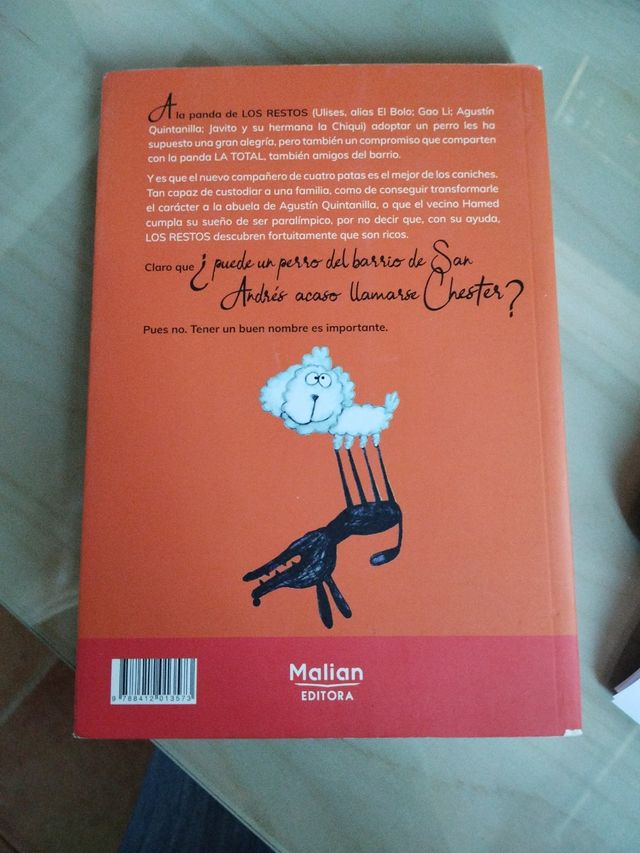 A la panda de LOS RESTOS (Ulises, alias El Bolo; Gao Li; Agustín
Quintanilla; Javito y su hermana la Chiqui) adoptar un perro les ha
supuesto una gran alegría, pero también un compromiso que comparten
con la panda LA TOTAL, también amigos del barrio.
Y es que el nuevo compañero de cuatro patas es el mejor de los caniches.
Tan capaz de custodiar a una familia, como de conseguir transformarle
el carácter a la abuela de Agustín Quintanilla, o que el vecino Hamed
cumpla su sueño de ser paralímpico, por no decir que, con su ayuda,
LOS RESTOS descubren fortuitamente que son ricos.
Claro que ¿puede un perro del barrio de San
Andrés acaso llamarse Chester?
Pues no. Tener un buen nombre es importante.
Malian
EDITORA
9 788412 013573